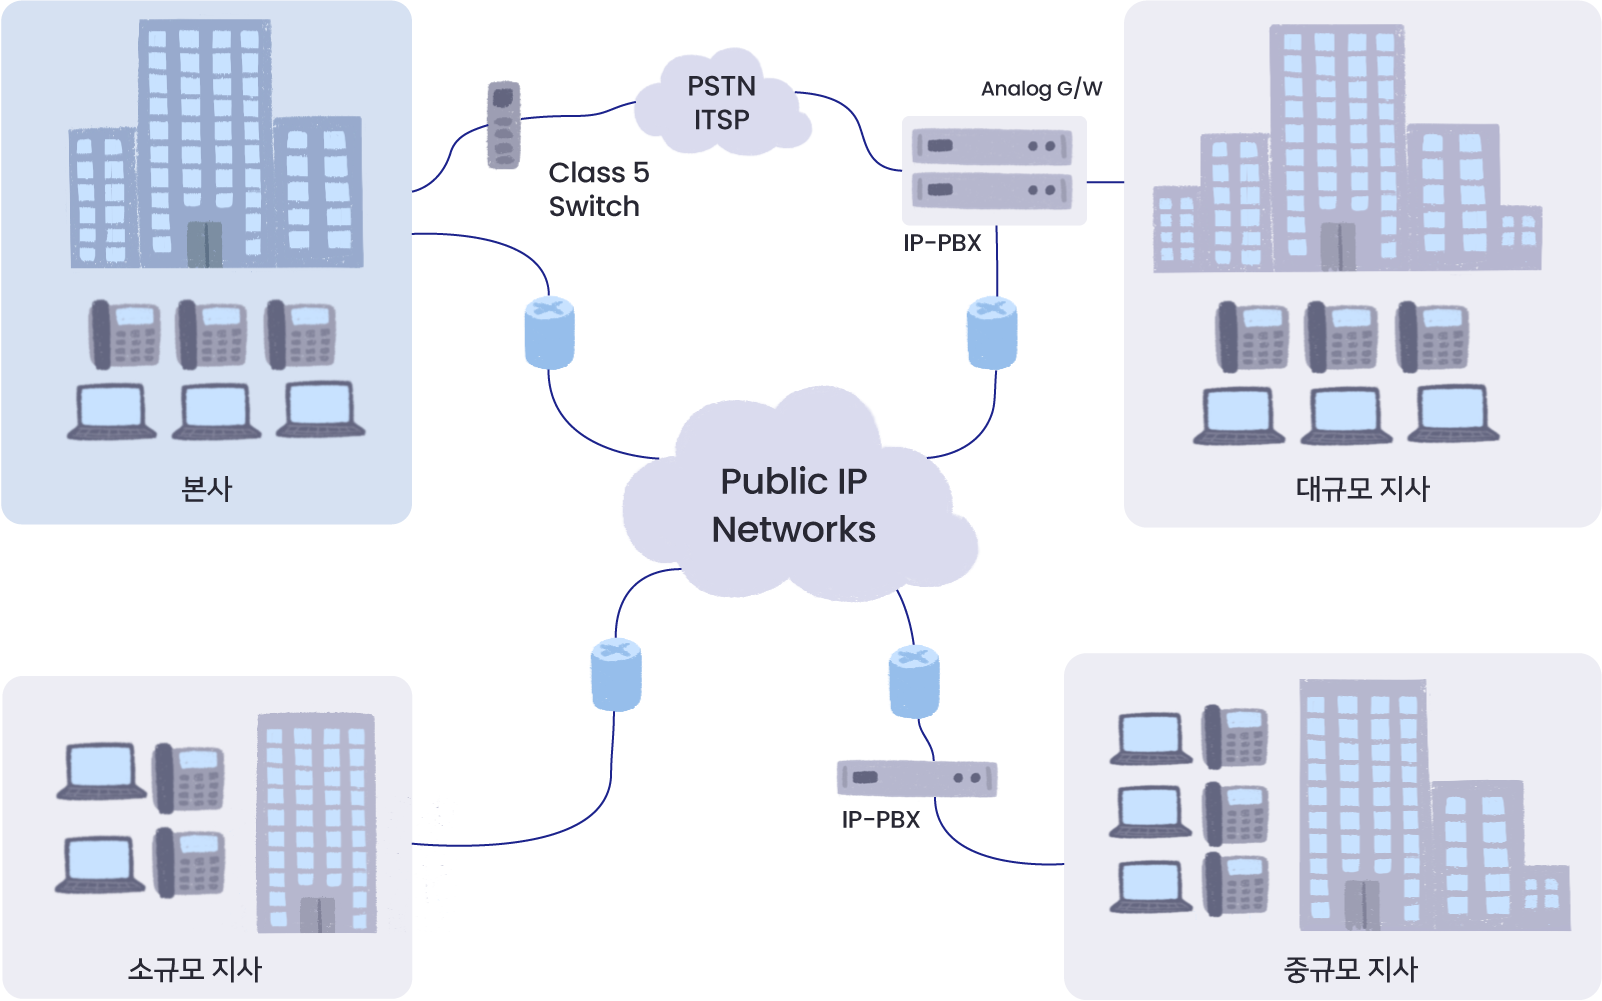 PSTN
ITSP
Analog G/W
Class 5
Switch
IP-PBX
본사
Public IP
Networks
대규모 지사
IP-PBX
소규모 지사
중규모 지사